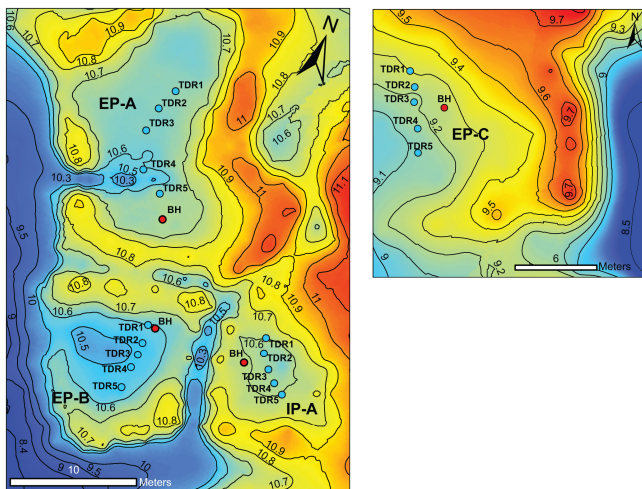 10.7
10.9
10.8
10.7
11
N
10.8
EP-A
TDR1
TDR2
TDR3
10.7
10.6
10.6
10.5
TDR4
10.3
10.3
TDR5
BH
10.9
11
11.1
10.8
10.8
10.6
10.8
10.9
11
10.7
10.6
10.5
10.7
TDR1
BH
TDR2
TDR3
TDR4
TDR5
10.5
EP-B
10.6
10.3
10.6
BH
TDR1
TDR2
TDR3
TDR4
TDR5
IP-A
10.8
10.7
10.9
10.8
10.7
9
10
9
8.4
9
9.5
10
10
Meters
9.5
9.7
9.3
N
9
9.4
TDR1
TDR2
TDR3
BH
TDR4
TDR5
9.2
EP-C
9.6
9.7
9.1
9.5
9.7
8.5
9.2
6
Meters